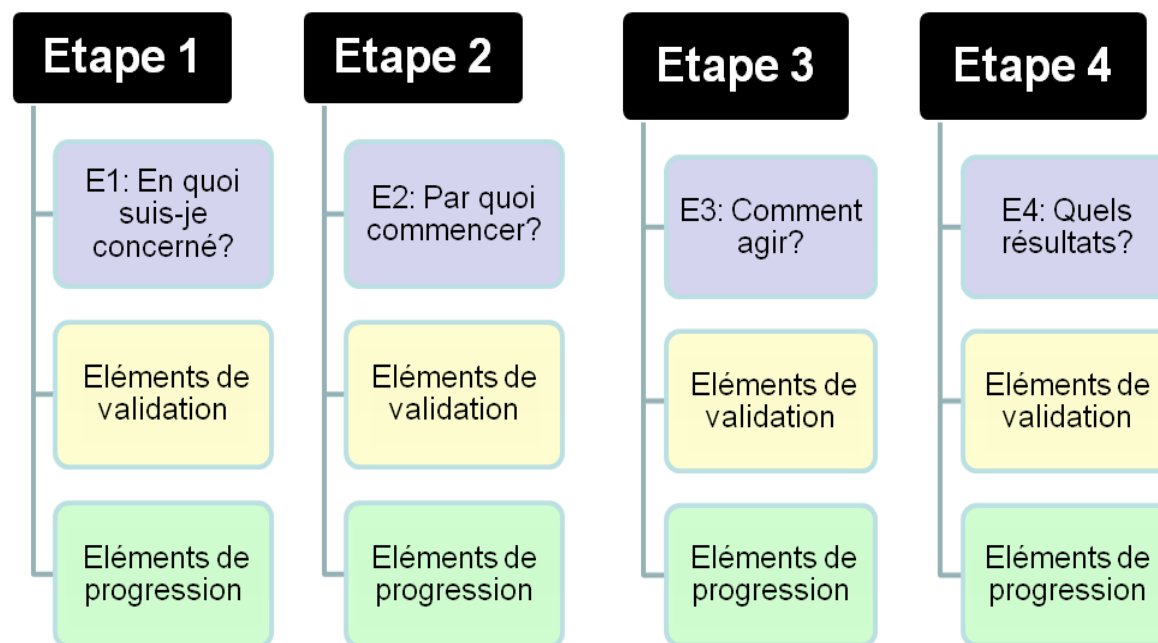 Etape 1
E1: En quoi
suis-je
concerné?
Eléments de
validation
Eléments de
progression
Etape 2
E2: Par quoi
commencer?
Eléments de
validation
Eléments de
progression
Etape 3
E3: Comment
agir?
Eléments de
validation
Eléments de
progression
Etape 4
E4: Quels
résultats?
Eléments de
validation
Eléments de
progression